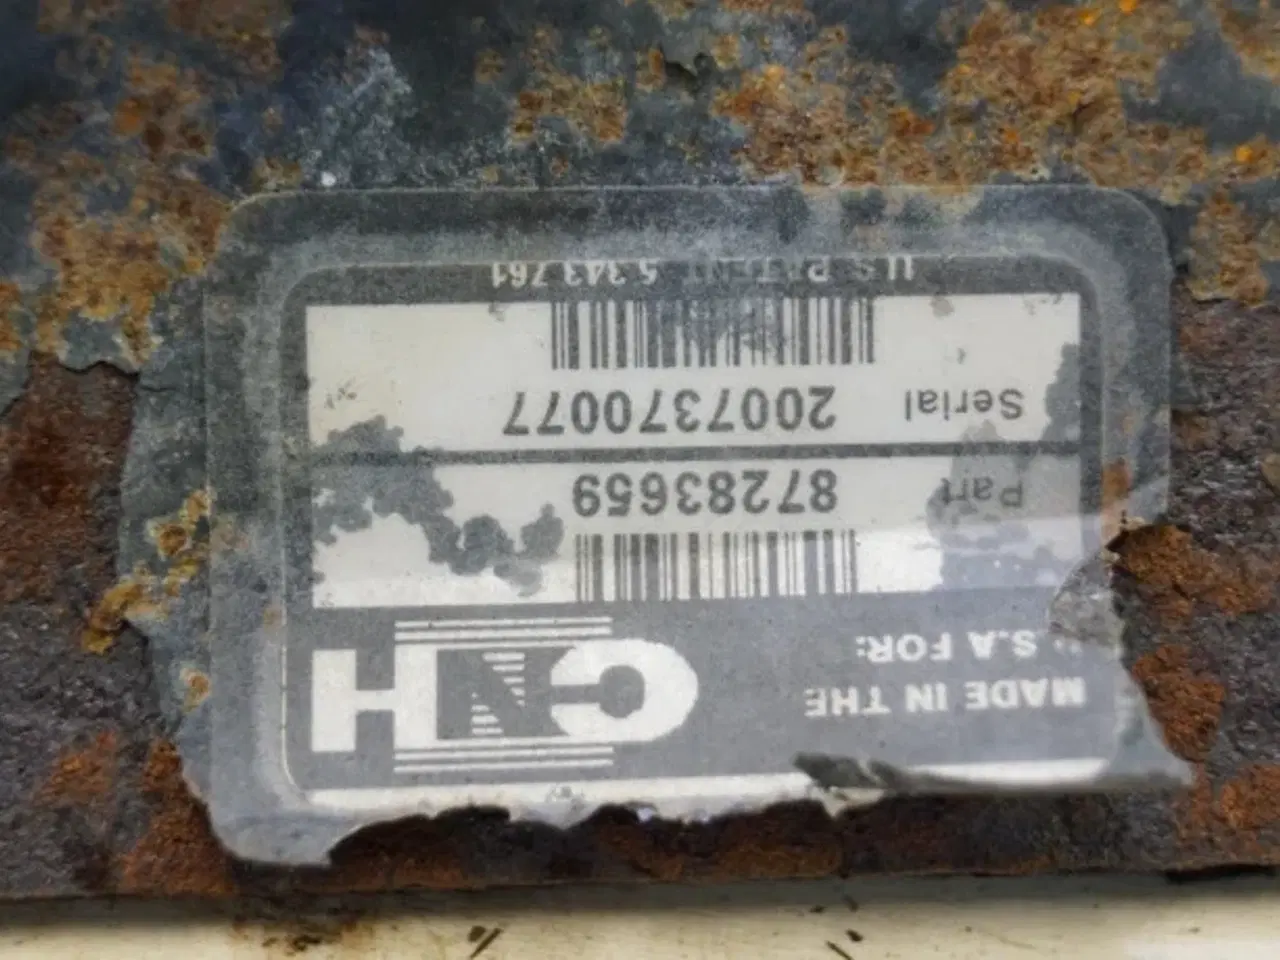 MADE IN THE
U.S.A FOR:
CNH
Part 87283659
Serial 2007370077
U.S. PATENT 5 343 761